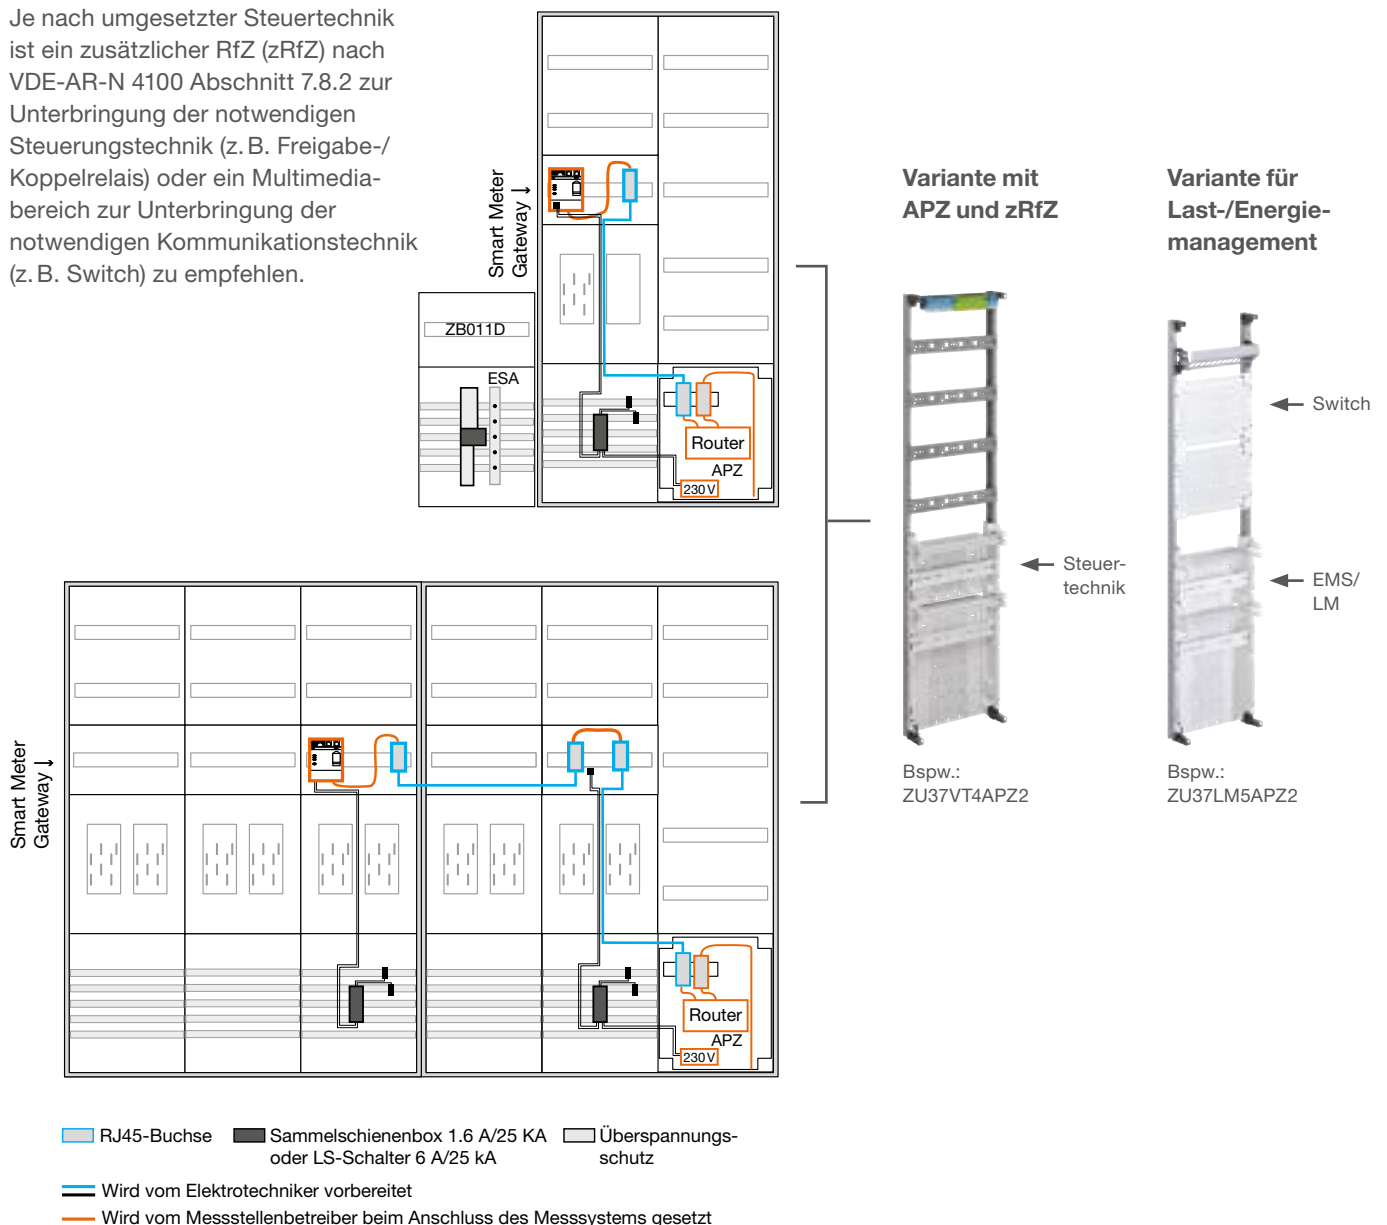 Je nach umgesetzter Steuertechnik
ist ein zusätzlicher RfZ (zRfZ) nach
VDE-AR-N 4100 Abschnitt 7.8.2 zur
Unterbringung der notwendigen
Steuerungstechnik (z. B. Freigabe-/
Koppelrelais) oder ein Multimedia-
bereich zur Unterbringung der
notwendigen Kommunikationstechnik
(z. B. Switch) zu empfehlen.
Smart Meter
Gateway
ZB011D
ESA
Router
APZ
230 V
Variante mit
APZ und zRfZ
Variante für
Last-/Energie-
management
Switch
Steuer-
technik
EMS/
LM
Bspw.:
ZU37VT4APZ2
Bspw.:
ZU37LM5APZ2
Smart Meter
Gateway
Router
APZ
230 V
RJ45-Buchse
Sammelschienenbox 1.6 A/25 KA
oder LS-Schalter 6 A/25 kA
Überspannungs-
schutz
Wird vom Elektrotechniker vorbereitet
Wird vom Messstellenbetreiber beim Anschluss des Messsystems gesetzt